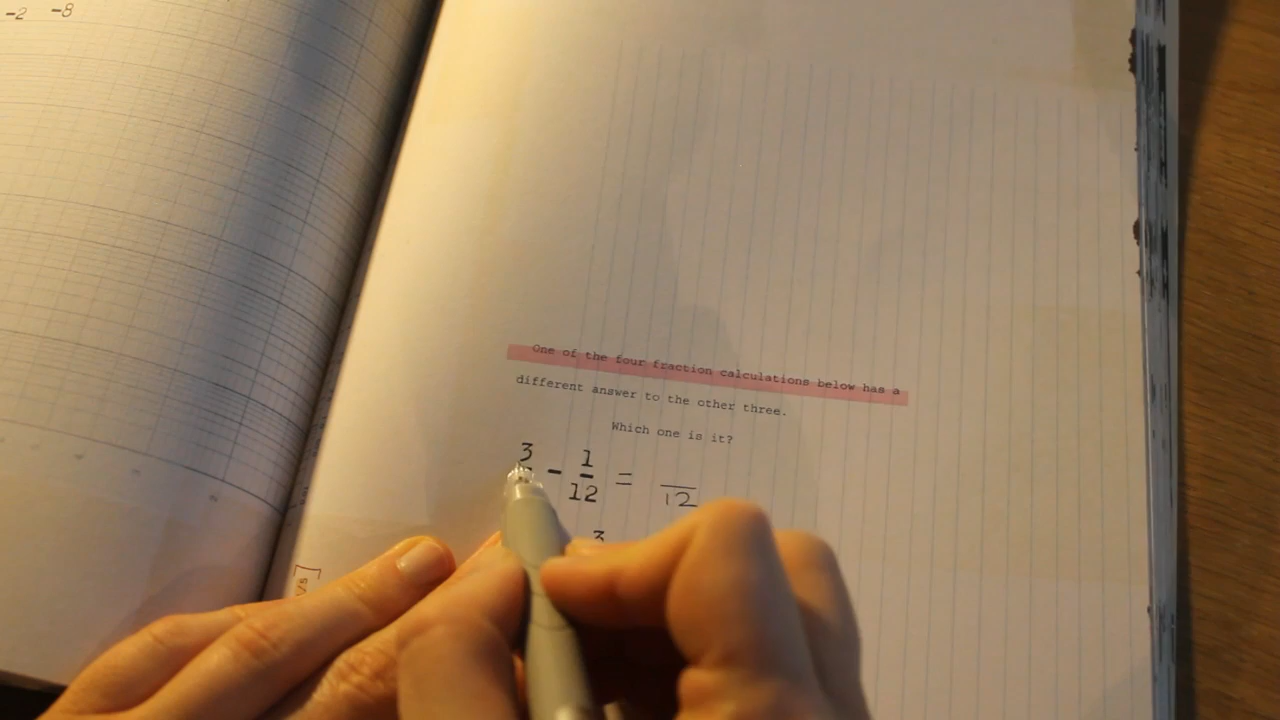 -2 -8
One of the four fraction calculations below has a
different answer to the other three.
Which one is it?
3 - 1/12 = /12
3